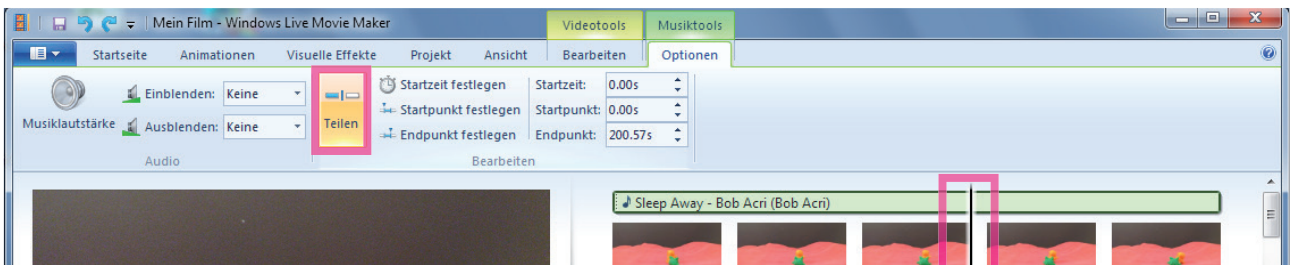 Mein Film - Windows Live Movie Maker
Videotools
Musiktools
Startseite
Animationen
Visuelle Effekte
Projekt
Ansicht
Bearbeiten
Optionen
Musiklautstärke
Einblenden: Keine
Ausblenden: Keine
Audio
Teilen
Startzeit festlegen
Startpunkt festlegen
Endpunkt festlegen
Startzeit: 0.00s
Startpunkt: 0.00s
Endpunkt: 200.57s
Bearbeiten
Sleep Away - Bob Acri (Bob Acri)